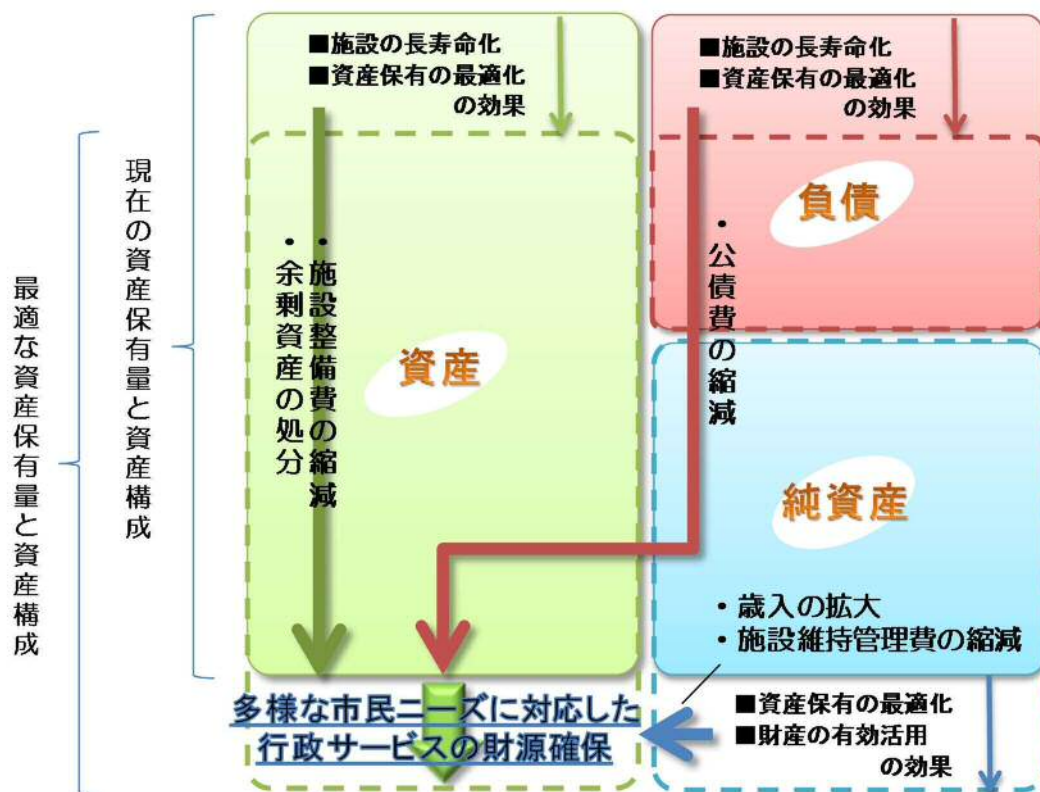 ■施設の長寿命化
■資産保有の最適化
の効果
■施設の長寿命化
■資産保有の最適化
の効果
現在の資産保有量と資産構成
最適な資産保有量と資産構成
・施設整備費の縮減
・余剰資産の処分
資産
負債
・公債費の縮減
純資産
・歳入の拡大
・施設維持管理費の縮減
多様な市民ニーズに対応した
行政サービスの財源確保
■資産保有の最適化
■財産の有効活用
の効果